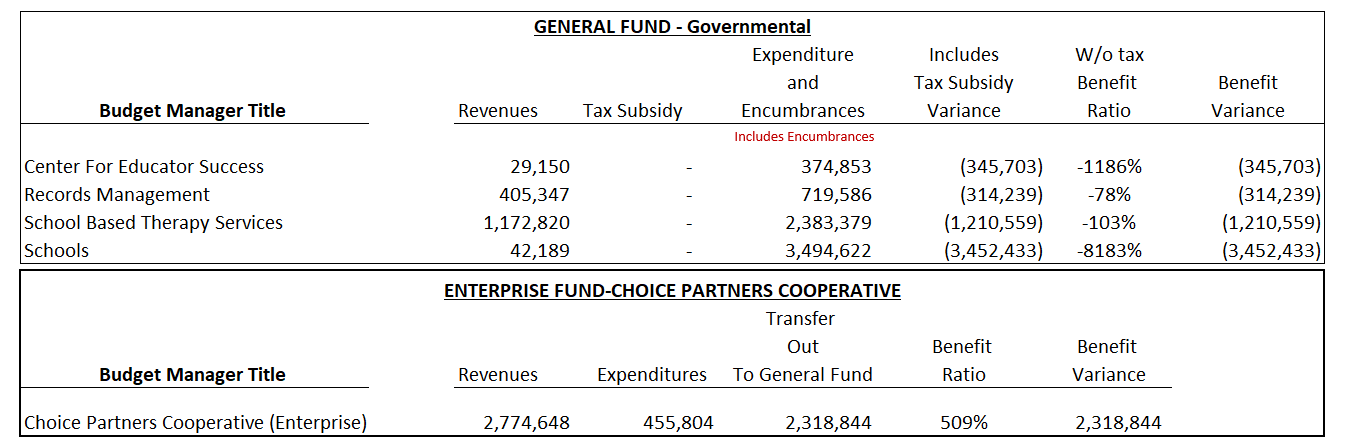 GENERAL FUND - Governmental
Expenditure Includes W/o tax
and Tax Subsidy Benefit Benefit
Budget Manager Title Revenues Tax Subsidy Encumbrances Variance Ratio Variance
Includes Encumbrances
Center For Educator Success 29,150 - 374,853 (345,703) -1186% (345,703)
Records Management 405,347 - 719,586 (314,239) -78% (314,239)
School Based Therapy Services 1,172,820 - 2,383,379 (1,210,559) -103% (1,210,559)
Schools 42,189 - 3,494,622 (3,452,433) -8183% (3,452,433)
ENTERPRISE FUND-CHOICE PARTNERS COOPERATIVE
Transfer
Out Benefit Benefit
Budget Manager Title Revenues Expenditures To General Fund Ratio Variance
Choice Partners Cooperative (Enterprise) 2,774,648 455,804 2,318,844 509% 2,318,844